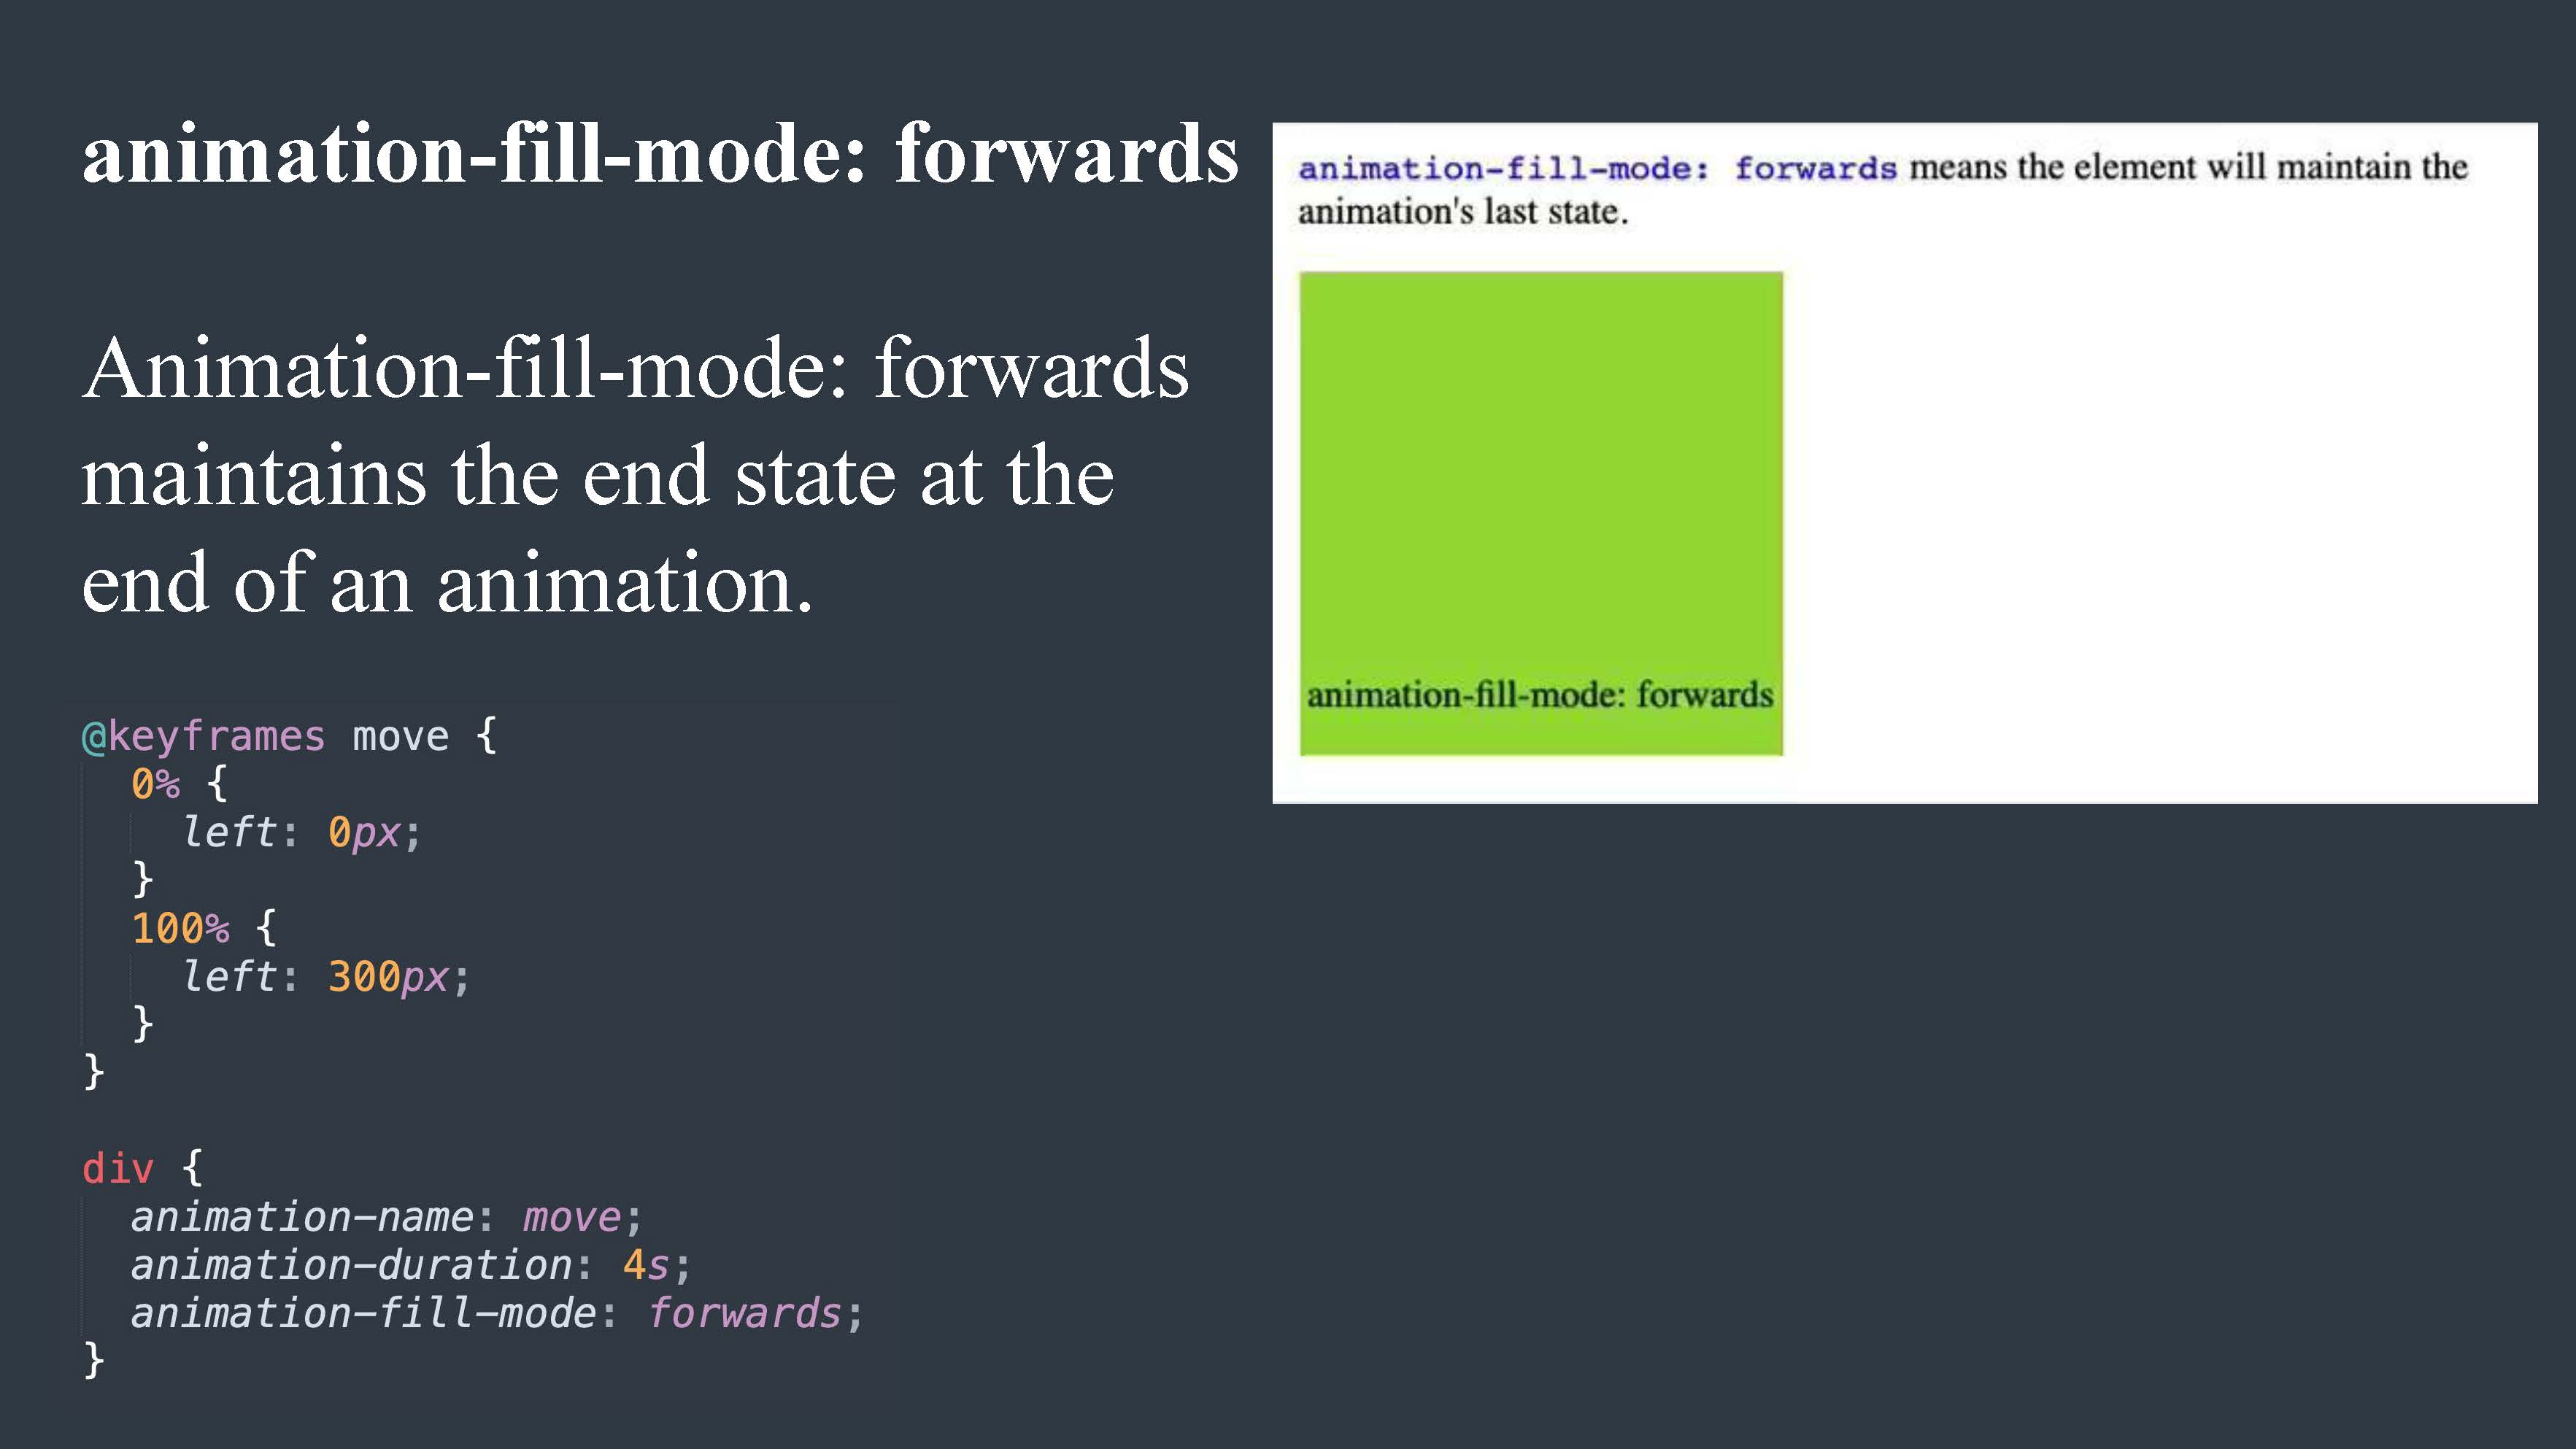 animation-fill-mode: forwards
Animation-fill-mode: forwards
maintains the end state at the
end of an animation.
@keyframes move {
  0% {
    left: 0px;
  }
  100% {
    left: 300px;
  }
}
div {
  animation-name: move;
  animation-duration: 4s;
  animation-fill-mode: forwards;
}
animation-fill-mode: forwards means the element will maintain the
animation's last state.
animation-fill-mode: forwards